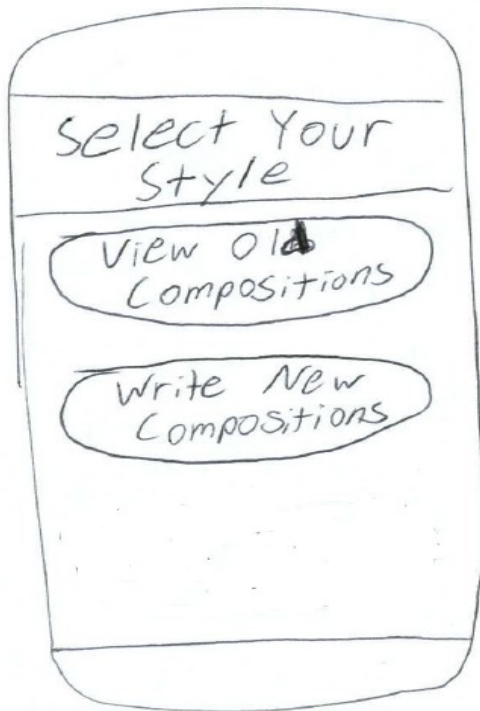 Select Your
Style
View Old
Compositions
Write New
Compositions